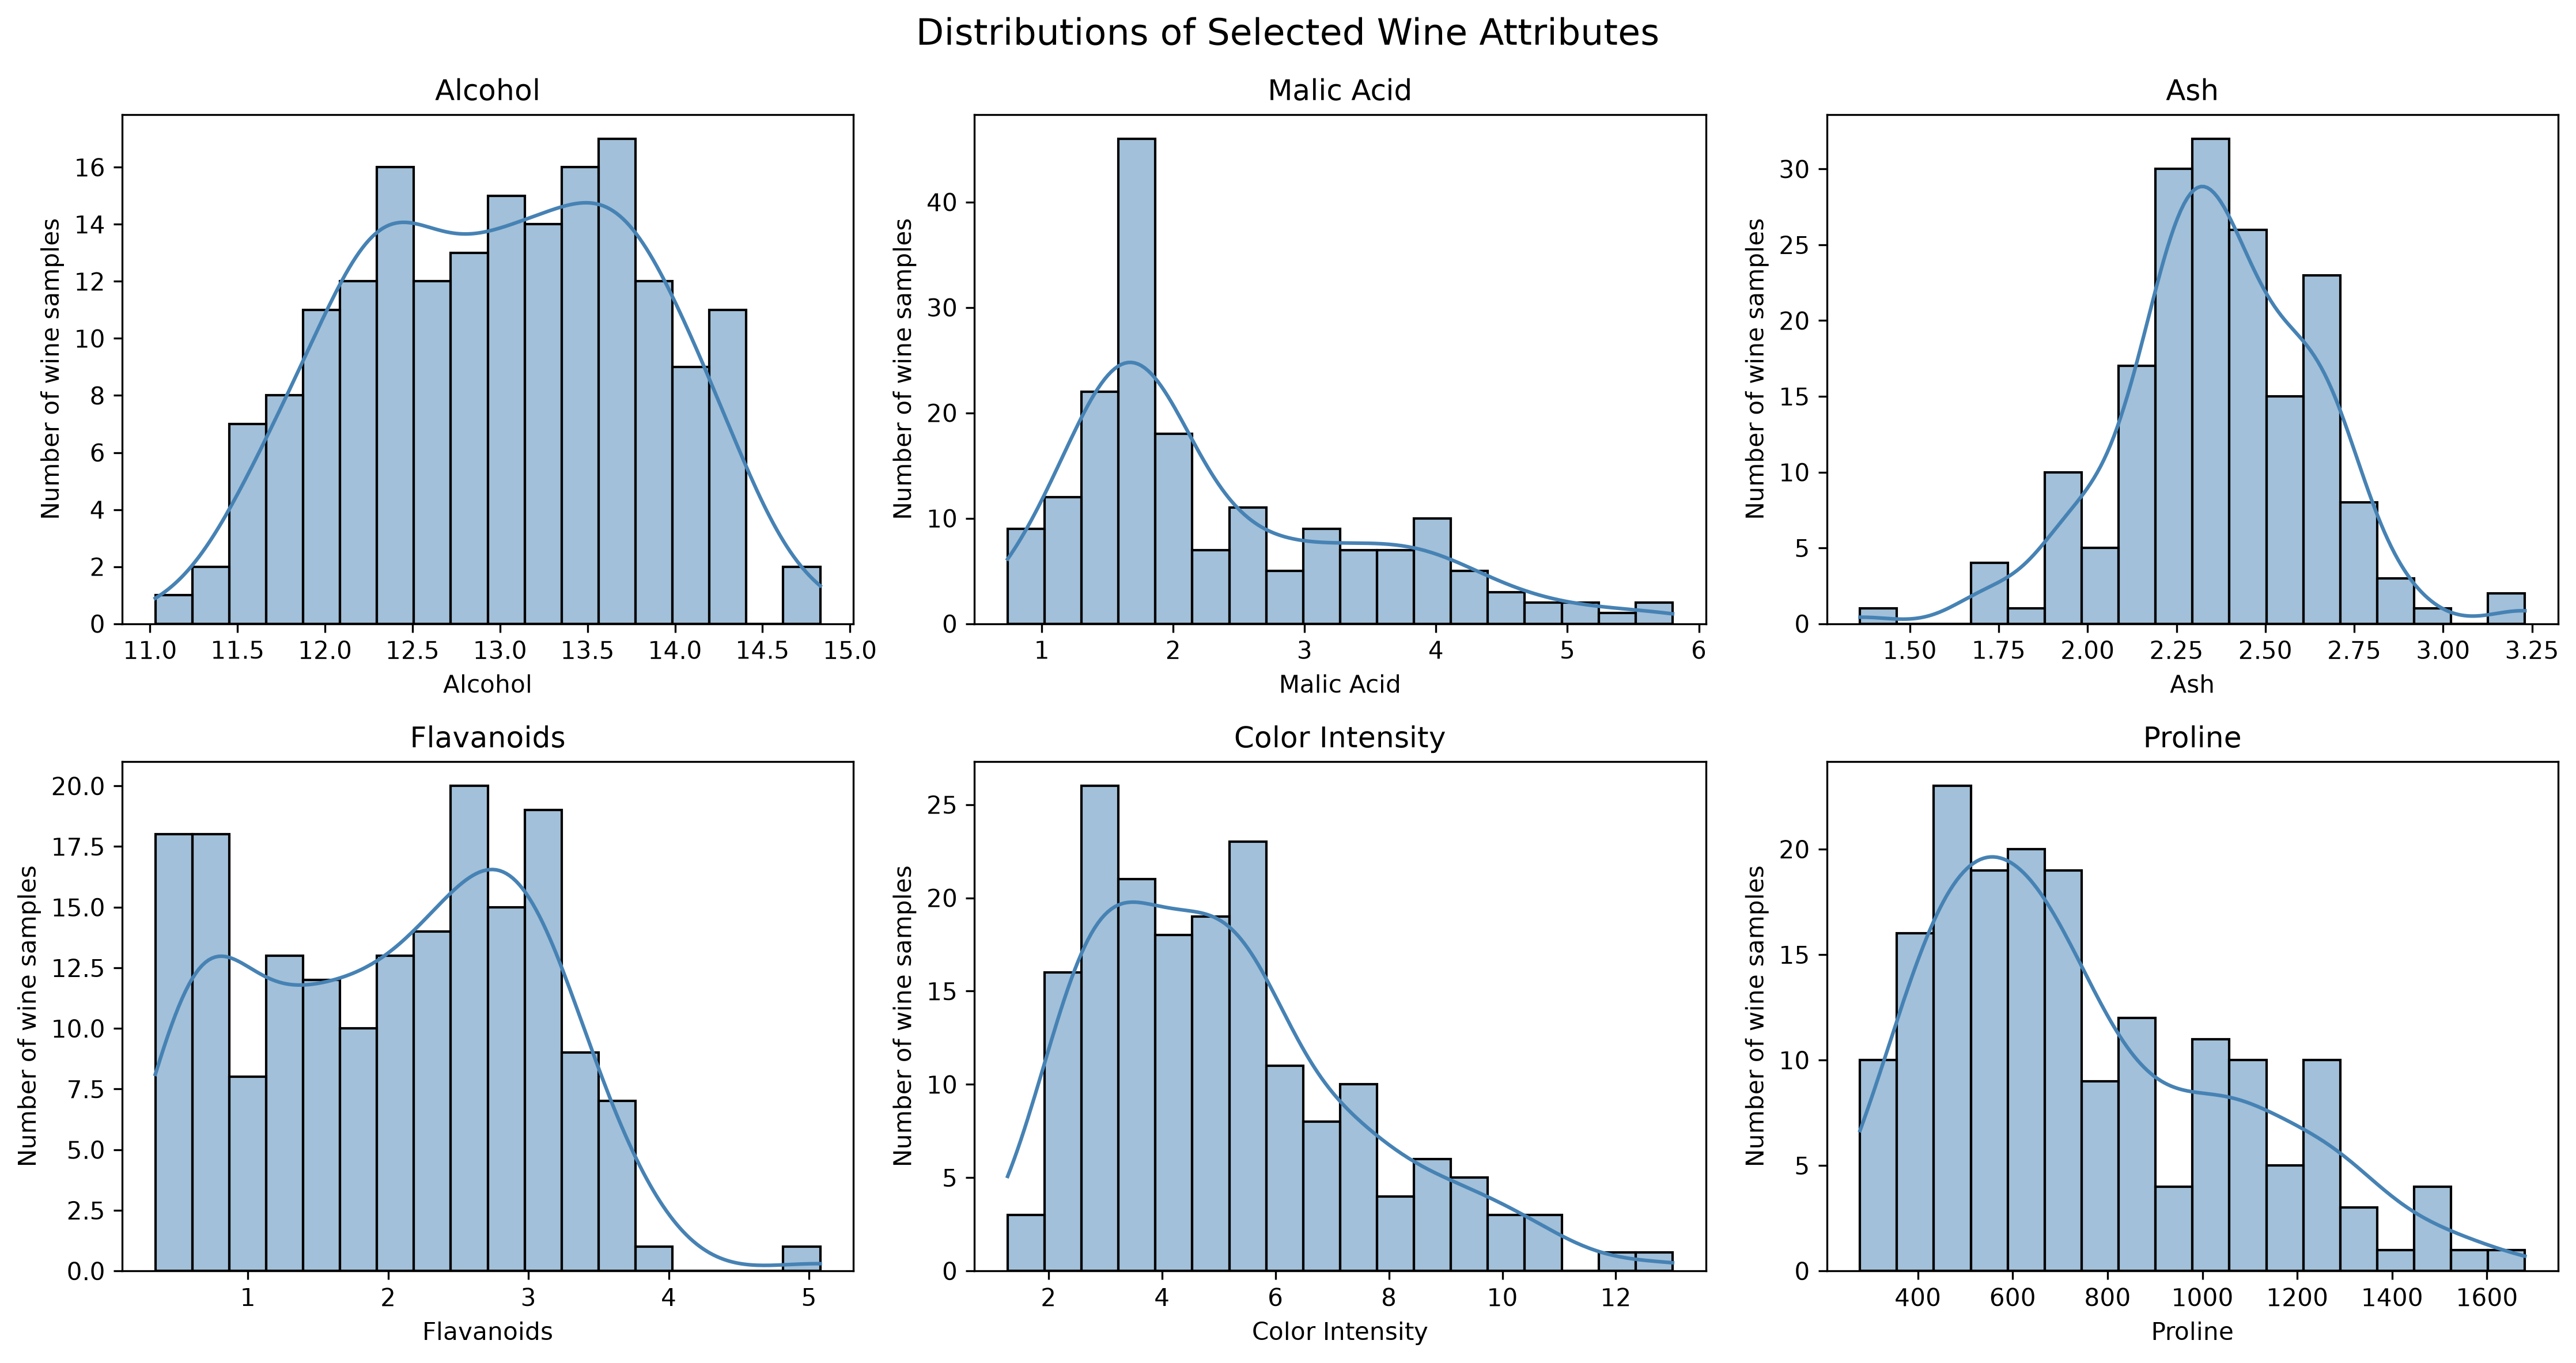 Distributions of Selected Wine Attributes
Alcohol
Number of wine samples
16
14
12
10
8
6
4
2
0
11.0 11.5 12.0 12.5 13.0 13.5 14.0 14.5 15.0
Alcohol
Malic Acid
Number of wine samples
40
30
20
10
0
1 2 3 4 5 6
Malic Acid
Ash
Number of wine samples
30
25
20
15
10
5
0
1.50 1.75 2.00 2.25 2.50 2.75 3.00 3.25
Ash
Flavanoids
Number of wine samples
20.0
17.5
15.0
12.5
10.0
7.5
5.0
2.5
0.0
1 2 3 4 5
Flavanoids
Color Intensity
Number of wine samples
25
20
15
10
5
0
2 4 6 8 10 12
Color Intensity
Proline
Number of wine samples
20
15
10
5
0
400 600 800 1000 1200 1400 1600
Proline